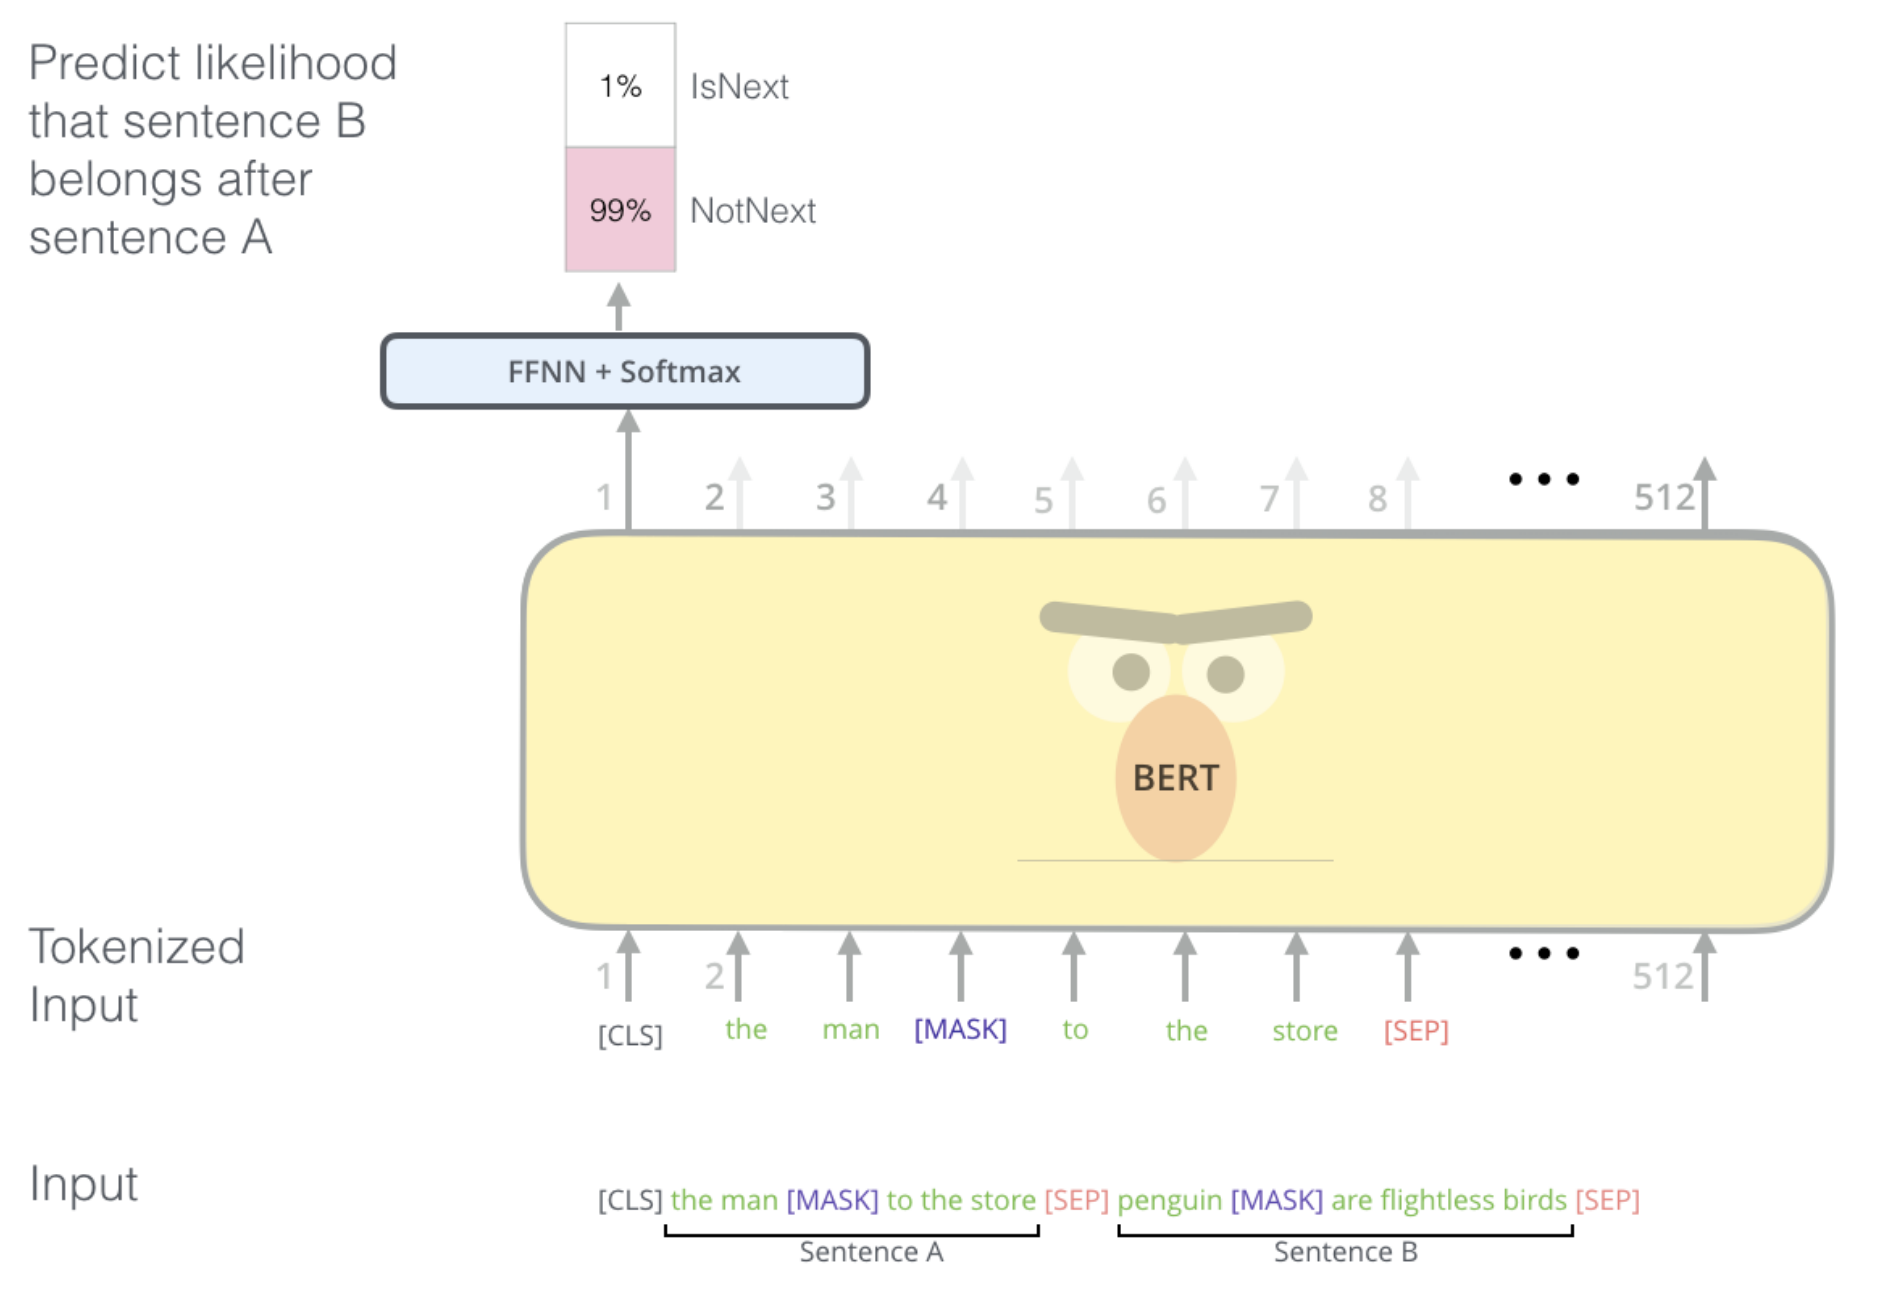 Predict likelihood
that sentence B
belongs after
sentence A
1% IsNext
99% NotNext
FFNN + Softmax
1 2 3 4 5 6 7 8 ••• 512
BERT
Tokenized
Input
1 2 ••• 512
[CLS] the man [MASK] to the store [SEP]
Input
[CLS] the man [MASK] to the store [SEP] penguin [MASK] are flightless birds [SEP]
Sentence A Sentence B